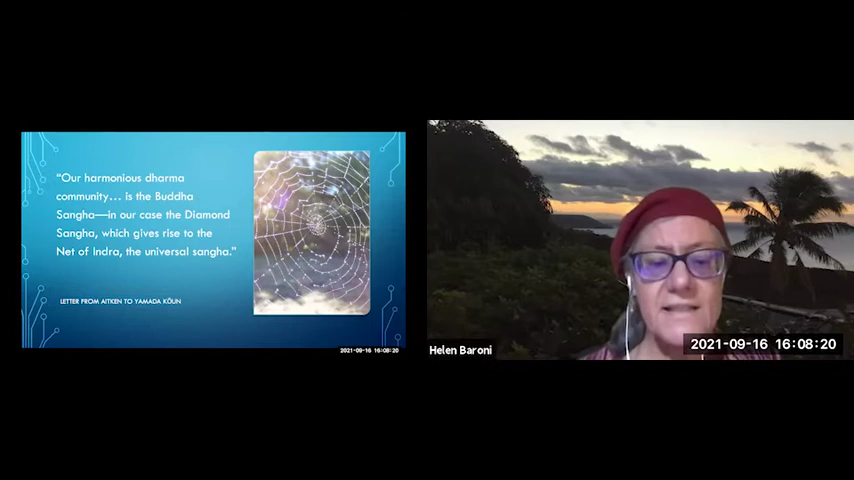 “Our harmonious dharma
community... is the Buddha
Sangha—in our case the Diamond
Sangha, which gives rise to the
Net of Indra, the universal sangha.”
LETTER FROM AITKEN TO YAMADA KŌUN
2021-09-16 16:08:20
Helen Baroni
2021-09-16 16:08:20